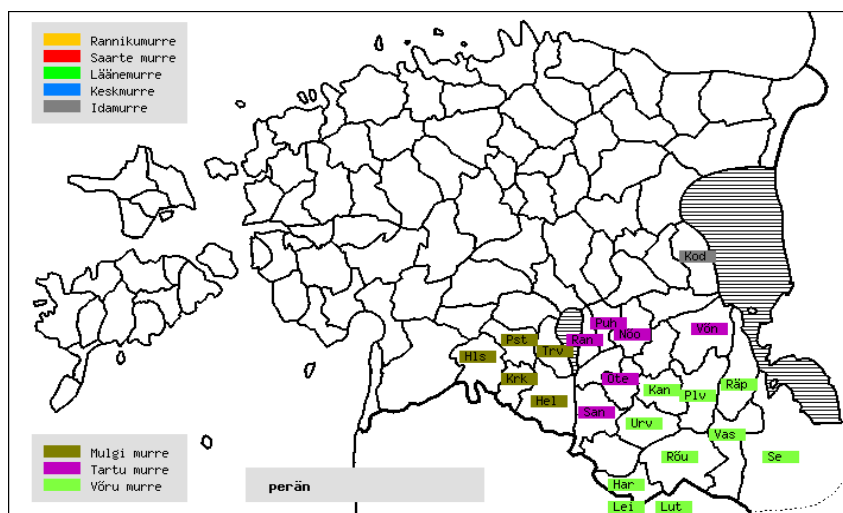 Rannikumurre
Saarte murre
Läänemurre
Keskmurre
Idamurre
Kod
Puh
Nõo
Võn
Pst
Ran
Trv
Hls
Krk
Hel
Ote
San
Kan
Plv
Räp
Urv
Vas
Rõu
Se
Har
Lei
Lut
Mulgi murre
Tartu murre
Võru murre
perän